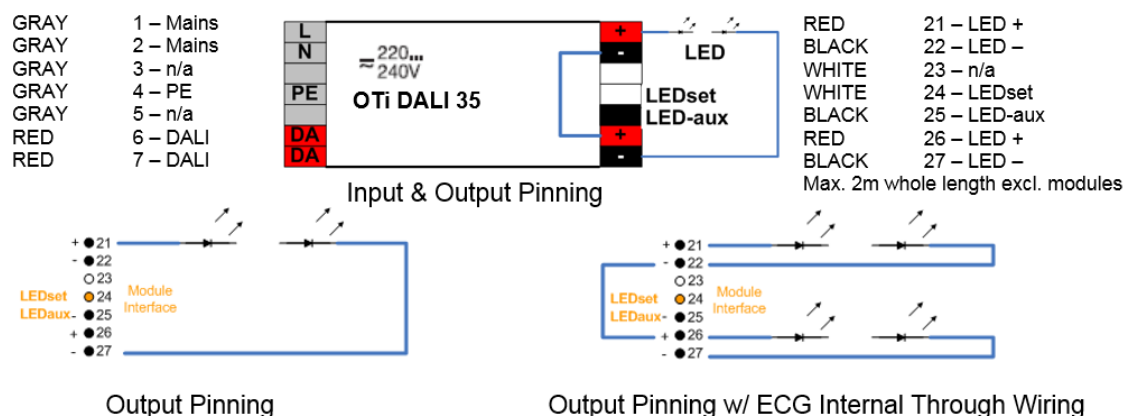 GRAY 1 – Mains
GRAY 2 – Mains
GRAY 3 – n/a
GRAY 4 – PE
GRAY 5 – n/a
RED 6 – DALI
RED 7 – DALI
L
N
PE
DA
DA
≂ 220... 240V
OTi DALI 35
+
-
+
-
LED
LEDset
LED-aux
RED 21 – LED +
BLACK 22 – LED –
WHITE 23 – n/a
WHITE 24 – LEDset
BLACK 25 – LED-aux
RED 26 – LED +
BLACK 27 – LED –
Max. 2m whole length excl. modules
Input & Output Pinning
+ 21
- 22
23
LEDset 24 Module
LEDaux - 25 Interface
+ 26
- 27
Output Pinning
+ 21
- 22
23
LEDset 24 Module
LEDaux - 25 Interface
+ 26
- 27
Output Pinning w/ ECG Internal Through Wiring